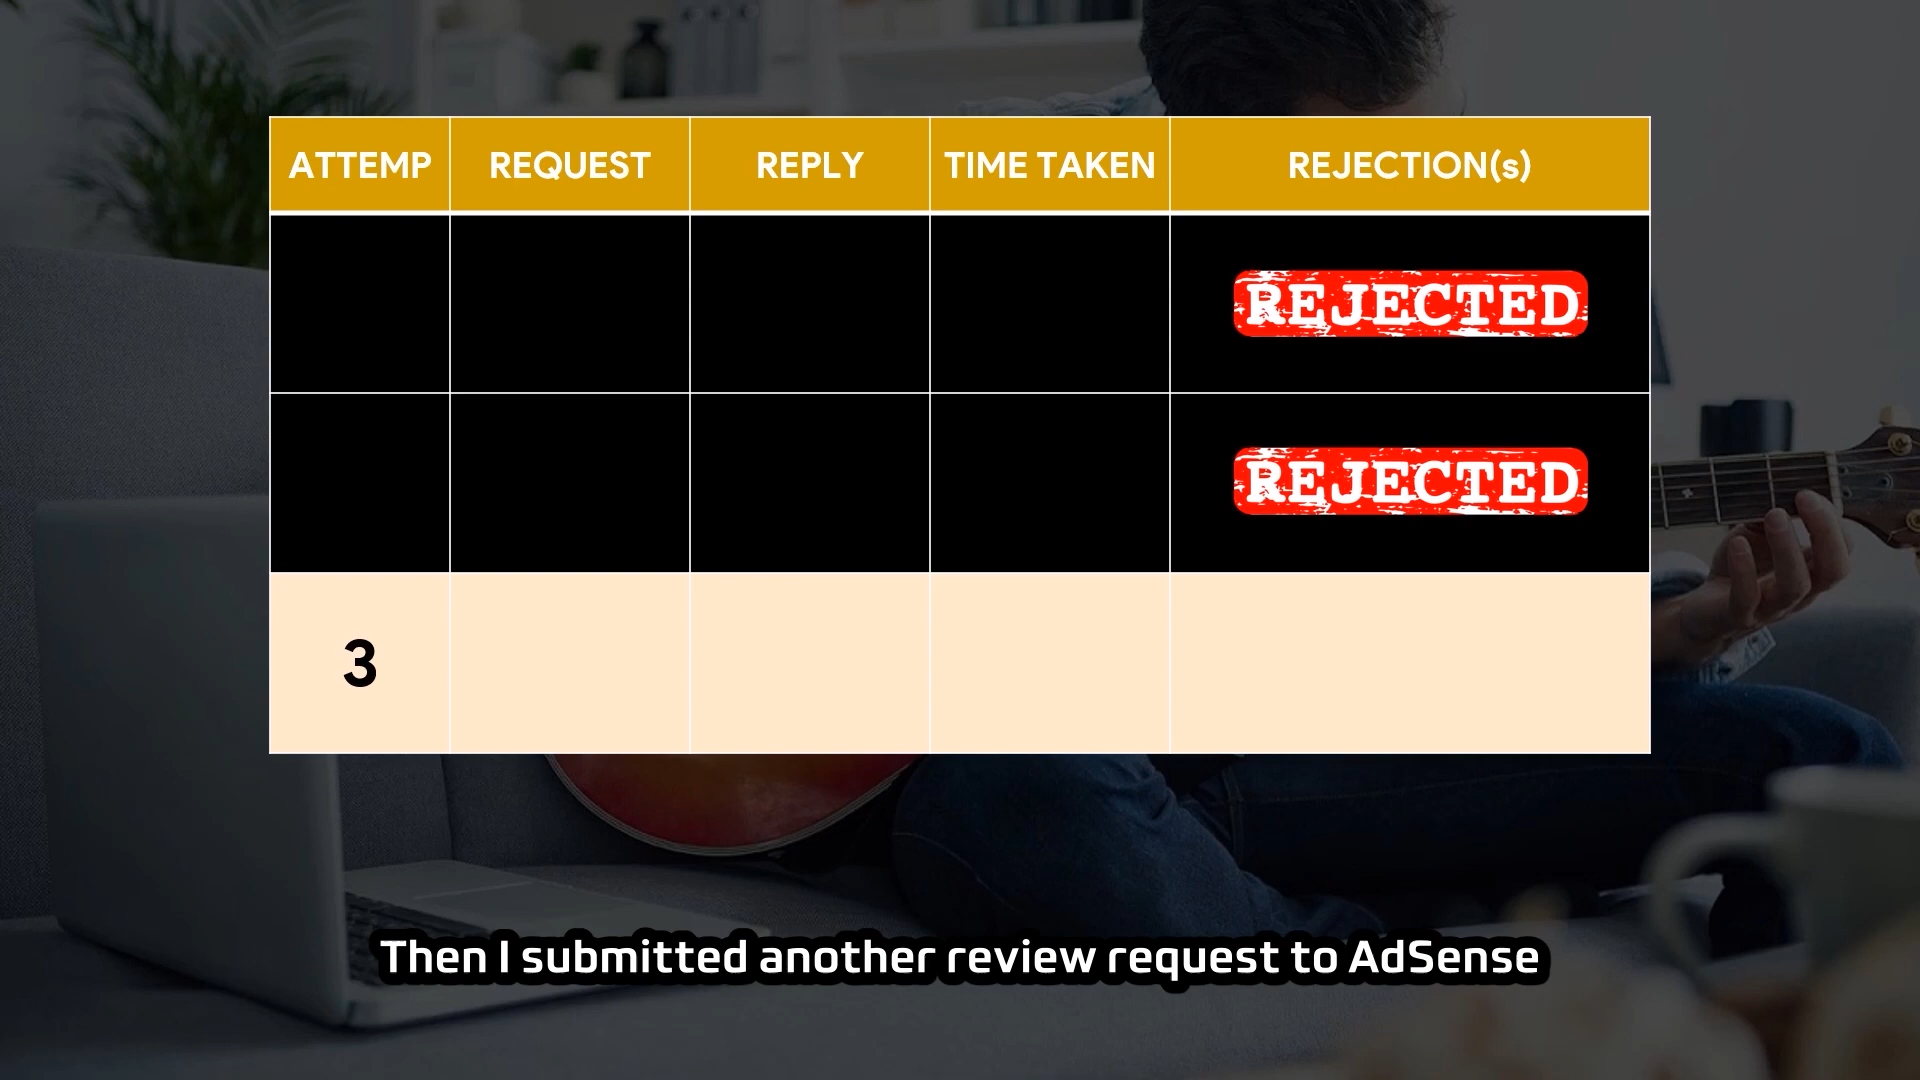 ATTEMP REQUEST REPLY TIME TAKEN REJECTION(s)
REJECTED
REJECTED
3
Then I submitted another review request to AdSense